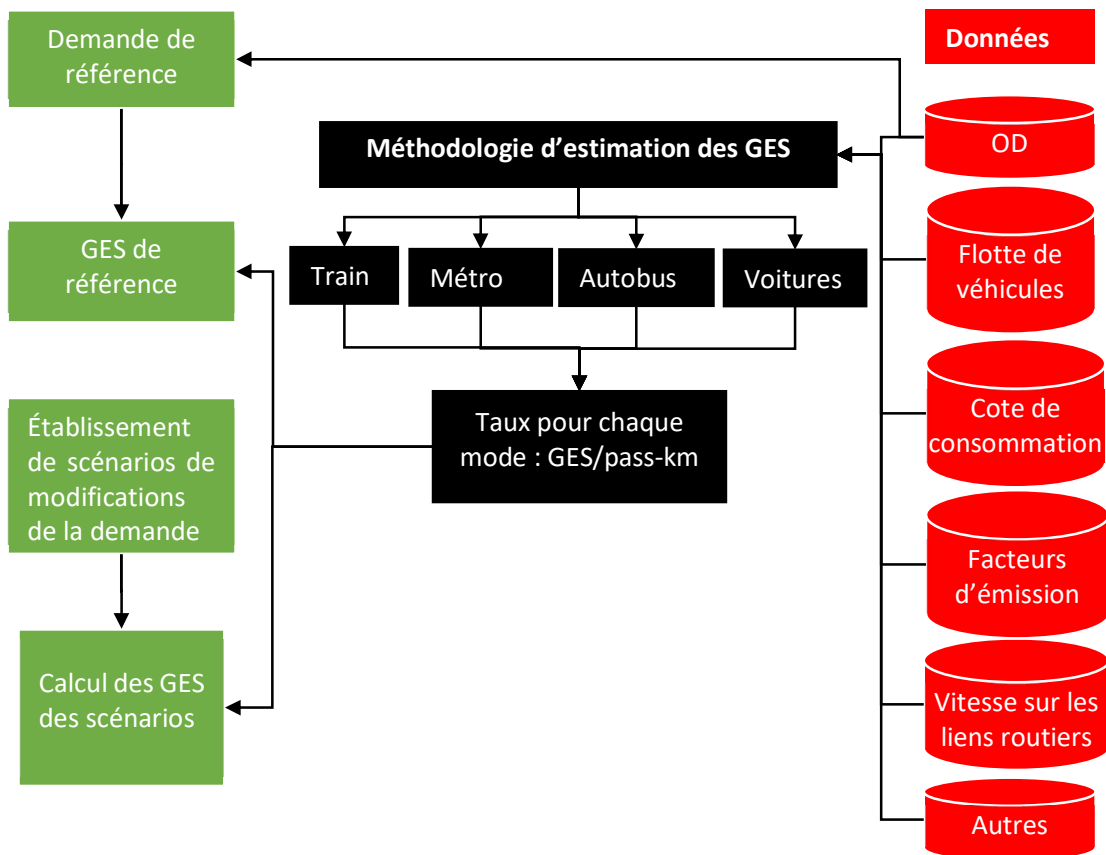 Demande de
référence
GES de
référence
Établissement
de scénarios de
modifications
de la demande
Calcul des GES
des scénarios
Méthodologie d'estimation des GES
Train
Métro
Autobus
Voitures
Taux pour chaque
mode : GES/pass-km
Données
OD
Flotte de
véhicules
Cote de
consommation
Facteurs
d'émission
Vitesse sur les
liens routiers
Autres